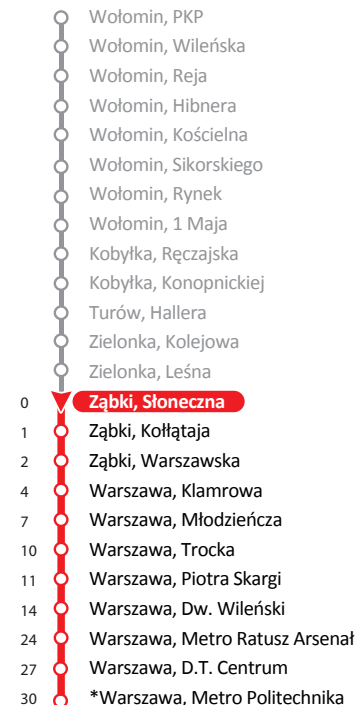 Wołomin, PKP
Wołomin, Wileńska
Wołomin, Reja
Wołomin, Hibnera
Wołomin, Kościelna
Wołomin, Sikorskiego
Wołomin, Rynek
Wołomin, 1 Maja
Kobyłka, Ręczajska
Kobyłka, Konopnickiej
Turów, Hallera
Zielonka, Kolejowa
Zielonka, Leśna
0 Ząbki, Słoneczna
1 Ząbki, Kołłątaja
2 Ząbki, Warszawska
4 Warszawa, Klamrowa
7 Warszawa, Młodzieńcza
10 Warszawa, Trocka
11 Warszawa, Piotra Skargi
14 Warszawa, Dw. Wileński
24 Warszawa, Metro Ratusz Arsenał
27 Warszawa, D.T. Centrum
30 *Warszawa, Metro Politechnika